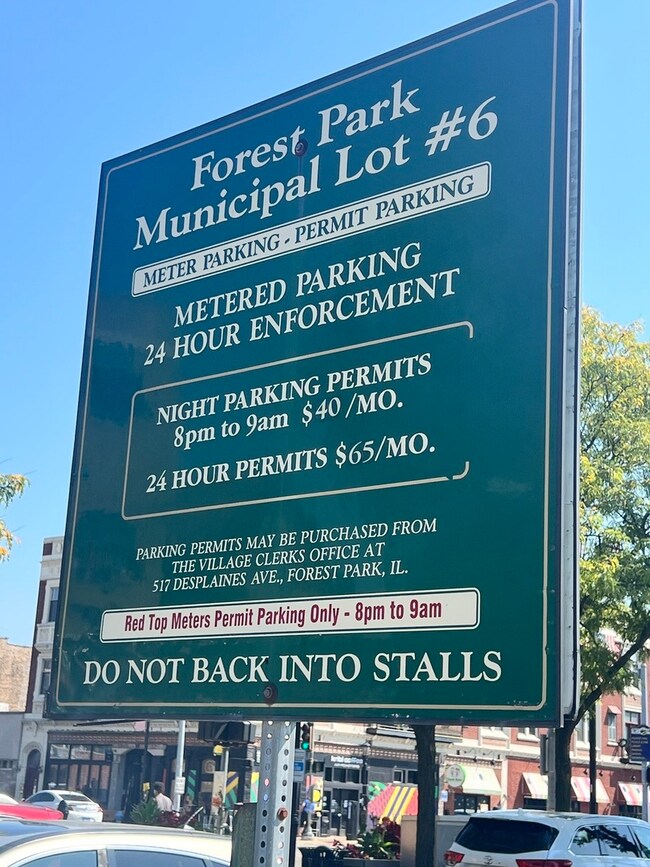 Forest Park
Municipal Lot #6
METER PARKING - PERMIT PARKING
METERED PARKING
24 HOUR ENFORCEMENT
NIGHT PARKING PERMITS
8pm to 9am $40/MO.
24 HOUR PERMITS $65/MO.
PARKING PERMITS MAY BE PURCHASED FROM
THE VILLAGE CLERKS OFFICE AT
517 DESPLAINES AVE., FOREST PARK, IL.
Red Top Meters Permit Parking Only - 8pm to 9am
DO NOT BACK INTO STALLS